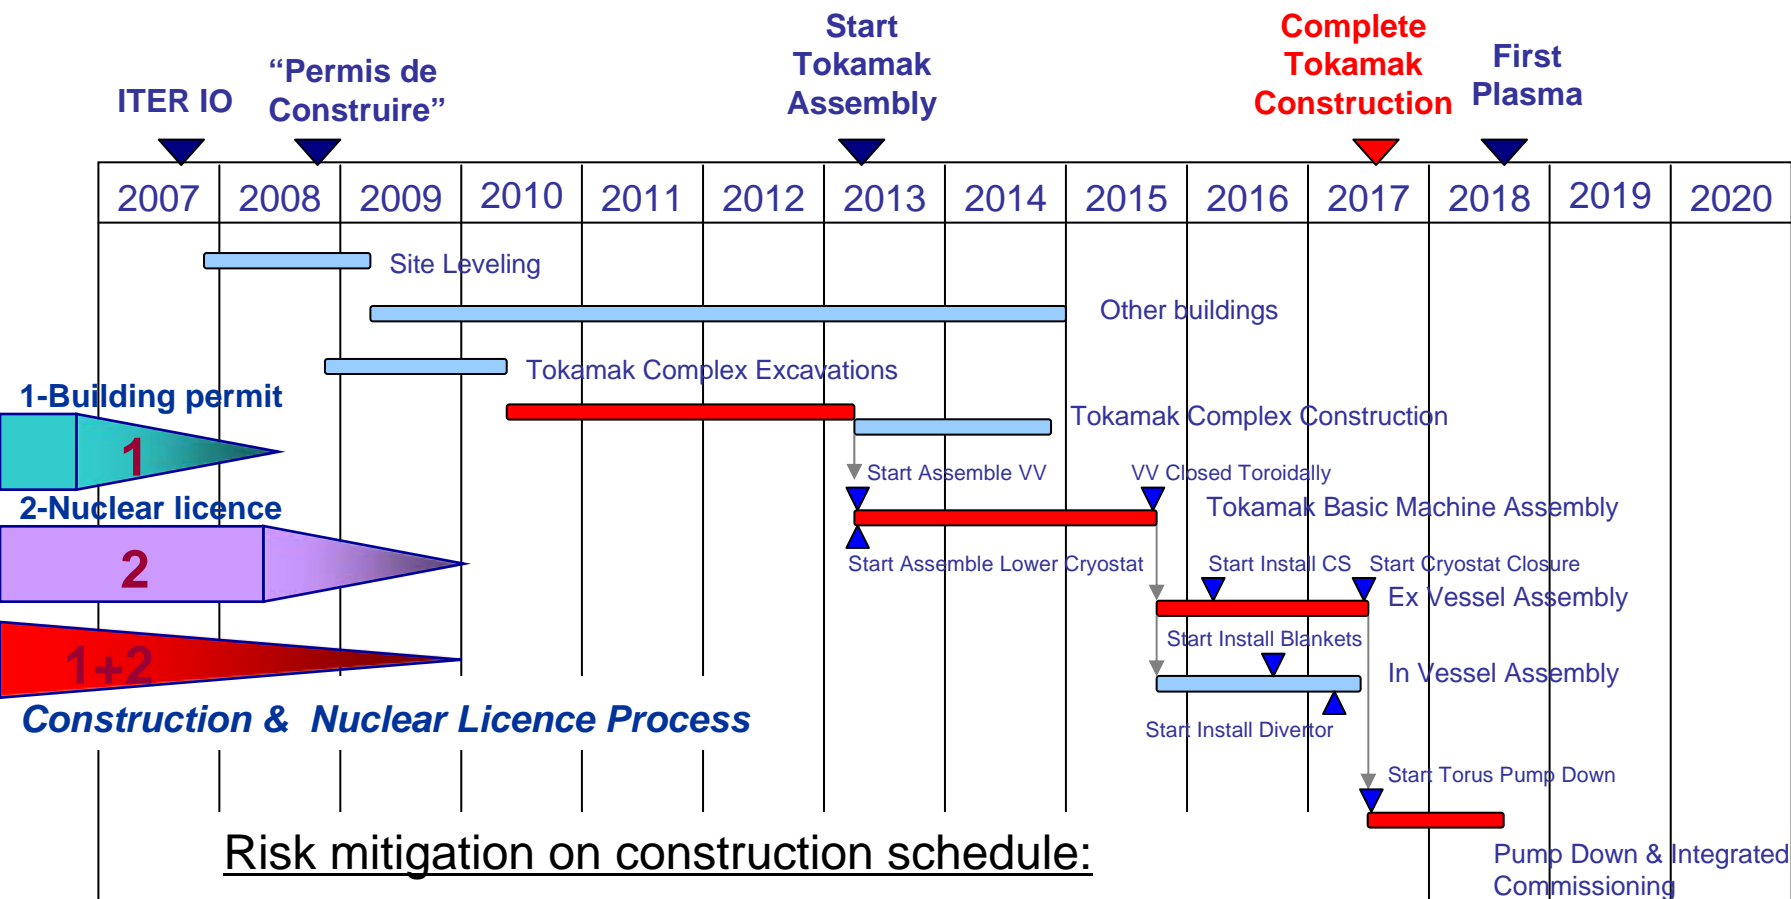 Start
Tokamak
Assembly
Complete
Tokamak
Construction
First
Plasma
“Permis de
Construire”
ITER IO
2007 2008 2009 2010 2011 2012 2013 2014 2015 2016 2017 2018 2019 2020
Site Leveling
Other buildings
Tokamak Complex Excavations
1-Building permit
Tokamak Complex Construction
1
Start Assemble VV
VV Closed Toroidally
2-Nuclear licence
Tokamak Basic Machine Assembly
2
Start Assemble Lower Cryostat
Start Install CS
Start Cryostat Closure
Ex Vessel Assembly
Start Install Blankets
1+2
In Vessel Assembly
Construction & Nuclear Licence Process
Start Install Divertor
Start Torus Pump Down
Risk mitigation on construction schedule:
Pump Down & Integrated
Commissioning